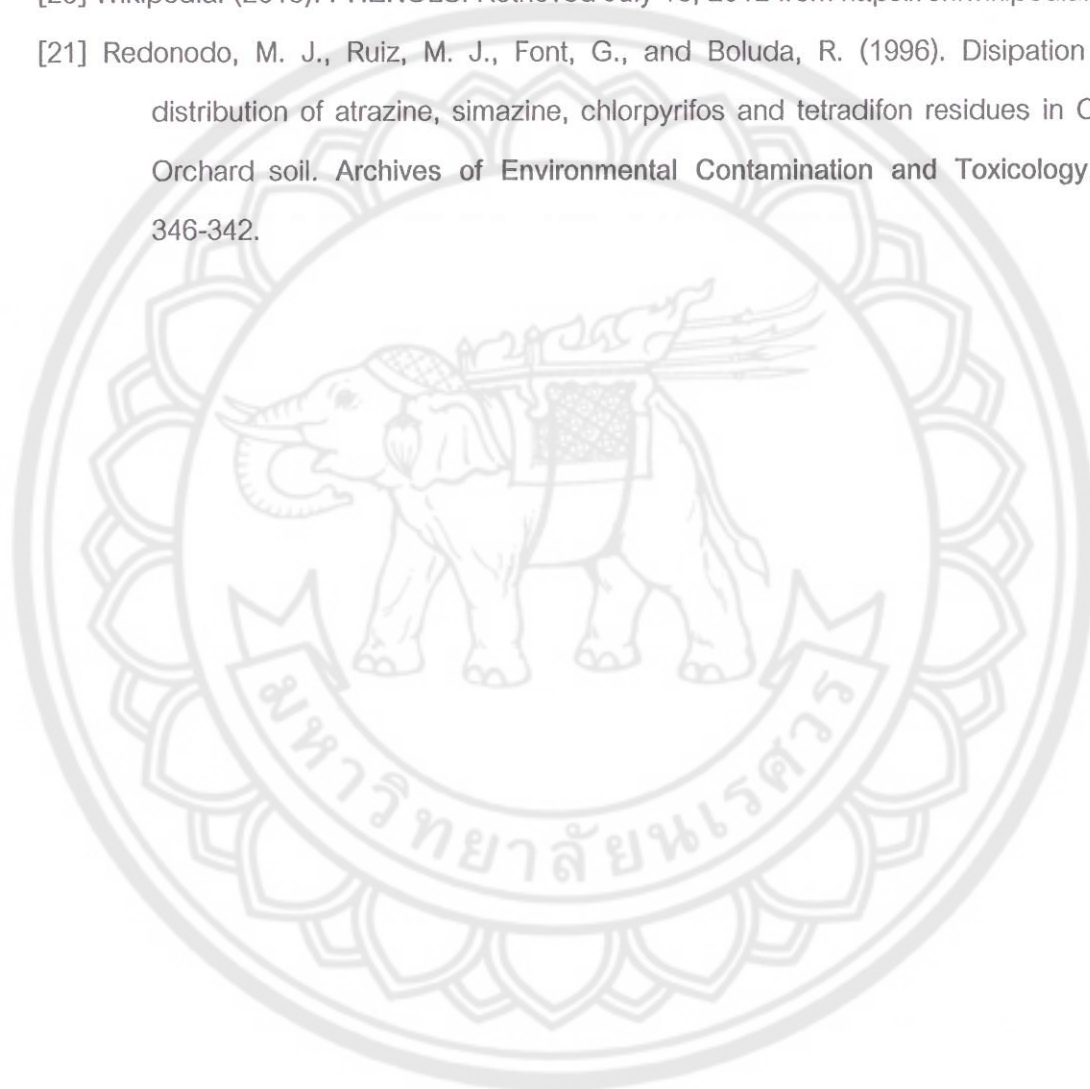 [21] Redonodo, M. J., Ruiz, M. J., Font, G., and Boluda, R. (1996). Disipation
distribution of atrazine, simazine, chlorpyrifos and tetradifon residues in
Orchard soil. Archives of Environmental Contamination and Toxicology
346-342.
มหาวิทยาลัยนเรศวร